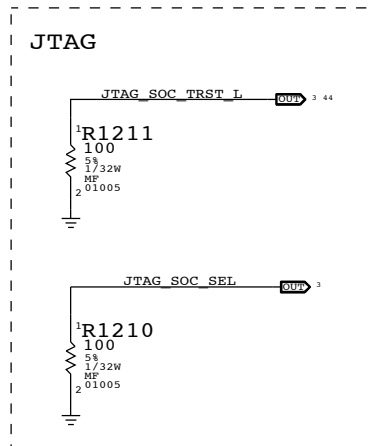 JTAG
JTAG_SOC_TRST_L
OUT 3 44
1
R1211
100
5%
1/32W
MF
2 01005
JTAG_SOC_SEL
OUT 3
1
R1210
100
5%
1/32W
MF
2 01005